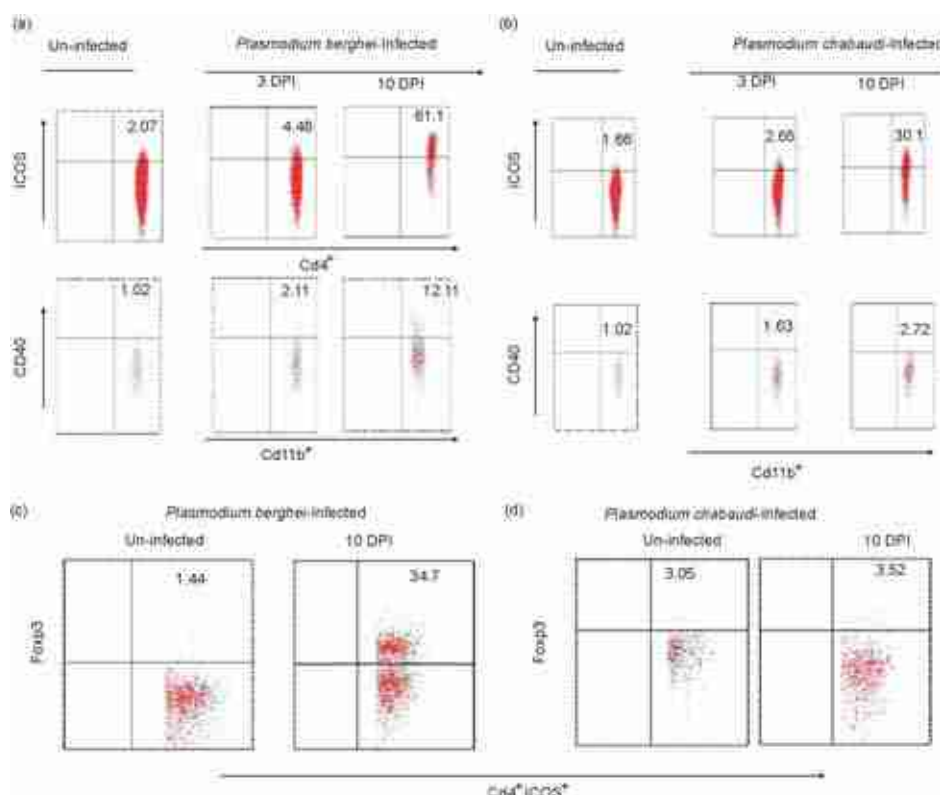 (a)
Un-infected
Plasmodium berghei-Infected
3 DPI
10 DPI
ICOS
2.07
4.46
61.1
Cd4+
CD40
1.02
2.11
12.11
Cd11b+
(b)
Un-infected
Plasmodium chabaudi-Infected
3 DPI
10 DPI
ICOS
1.66
2.66
30.1
CD40
1.02
1.63
2.72
Cd11b+
(c)
Plasmodium berghei-Infected
Un-infected
10 DPI
Foxp3
1.44
34.7
(d)
Plasmodium chabaudi-Infected
Un-infected
10 DPI
Foxp3
3.05
3.52
Cd4+ICOS+